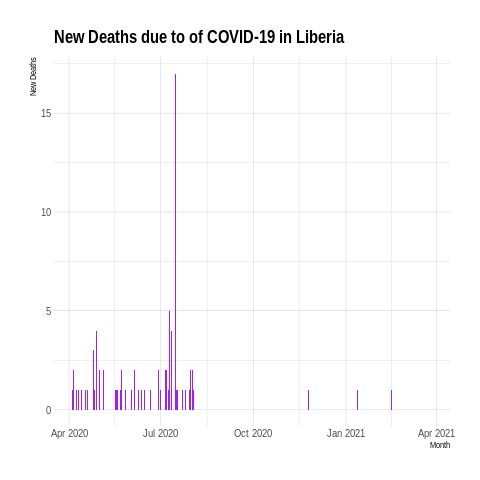 New Deaths due to of COVID-19 in Liberia
New Deaths
15
10
5
0
Apr 2020 Jul 2020 Oct 2020 Jan 2021 Apr 2021
Month